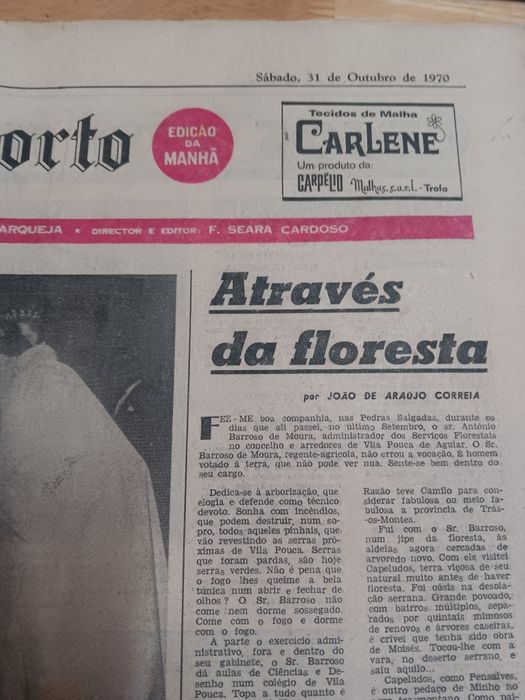 Sábado, 31 de Outubro de 1970
orto
EDIÇÃO
DA
MANHÃ
Tecidos de Malha
CARLENE
Um produto da:
CARPÉLIO Malhas, s.a.r.l. - Trofa
ARQUEJA ★ DIRECTOR E EDITOR: F. SEARA CARDOSO
Através
da floresta
por JOÃO DE ARAÚJO CORREIA
FEZ-ME boa companhia, nas Pedras Salgadas, durante os
dias que ali passei, no último Setembro, o sr. António
Barroso de Moura, administrador dos Serviços Florestais
no concelho e arredores de Vila Pouca de Aguiar. O Sr.
Barroso de Moura, regente-agrícola, não errou a vocação. É homem
votado à terra, que não pode ver nua. Sente-se bem dentro do
seu cargo.
Dedica-se à arborização, que
elogia e defende como técnico
devoto. Sonha com incêndios,
que podem destruir, num so-
pro, todos aqueles pinhais, que
vão revestindo as serras pró-
ximas de Vila Pouca. Serras
que foram pardas, são hoje
serras verdes. Não é pena que
o fogo lhes queime a bela
túnica num abrir e fechar de
olhos? O Sr. Barroso não
come nem dorme sossegado.
Come com o fogo e dorme
com o fogo.
À parte o exercício admi-
nistrativo, fora e dentro do
seu gabinete, o Sr. Barroso
dá aulas de Ciências e De-
senho num colégio de Vila
Pouca. Topa a tudo quanto é
Razão teve Camilo para con-
siderar fabulosa ou meio fa-
bulosa a província de Trás-
-os-Montes.
Fui com o Sr. Barroso,
num jipe da floresta, às
aldeias agora cercadas de
arvoredo novo. Com ele visitei
Capeludos, terra viçosa de seu
natural muito antes de haver
floresta. Foi oásis na deso-
lação serrana. Grande povoado,
com bairros múltiplos, sepa-
rados por quintais mimosos
de renovos e árvores caseiras,
é crível que tenha sido obra
de Moisés. Tocou-lhe com a
vara, no deserto serrano, e
saiu aquilo...
Capeludos, como Pensalves,
é outro pedaço de Minho no